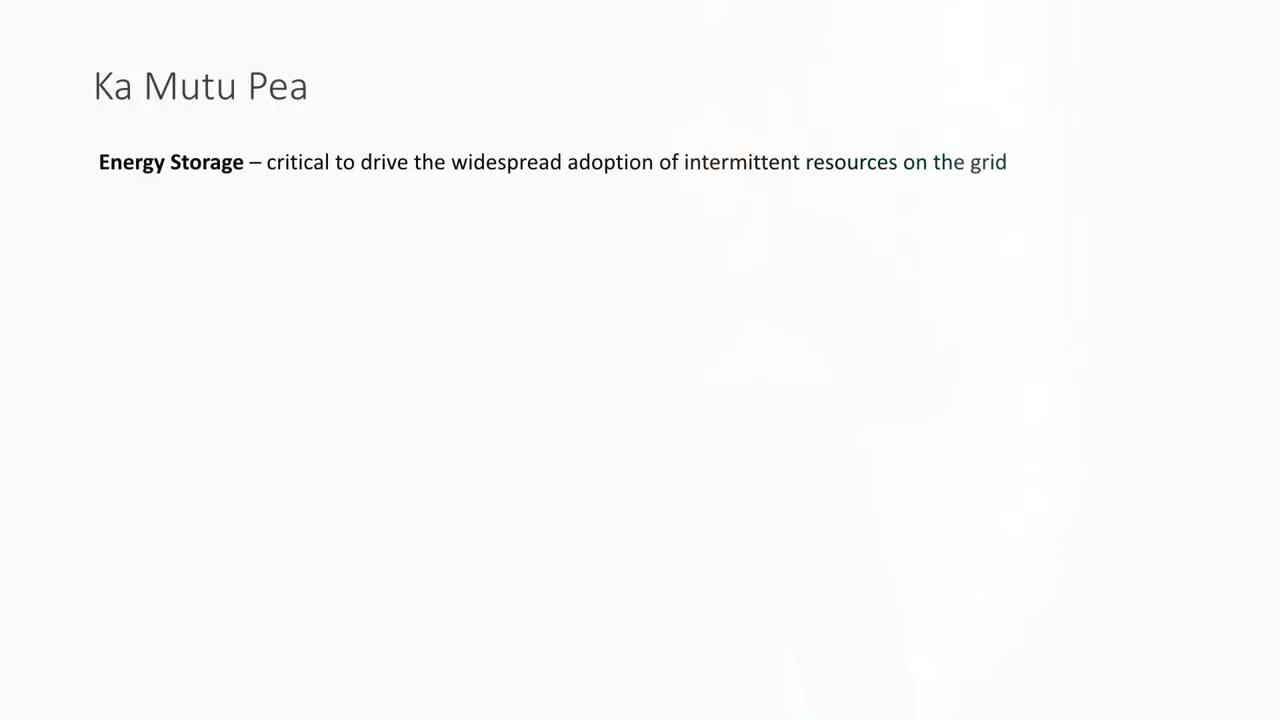 Ka Mutu Pea
Energy Storage – critical to drive the widespread adoption of intermittent resources on the grid